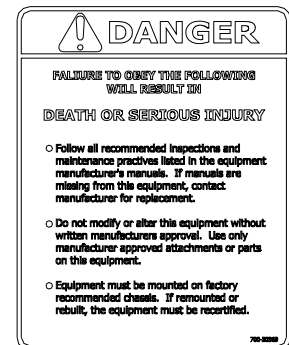 DANGER
FALIURE TO OBEY THE FOLLOWING
WILL RESULT IN
DEATH OR SERIOUS INJURY
Follow all recommended inspections and
maintenance practives listed in the equipment
manufacturer's manuals. If manuals are
missing from this equipment, contact
manufacturer for replacement.
Do not modify or alter this equipment without
written manufacturers approval. Use only
manufacturer approved attachments or parts
on this equipment.
Equipment must be mounted on factory
recommended chassis. If remounted or
rebuilt, the equipment must be recertified.